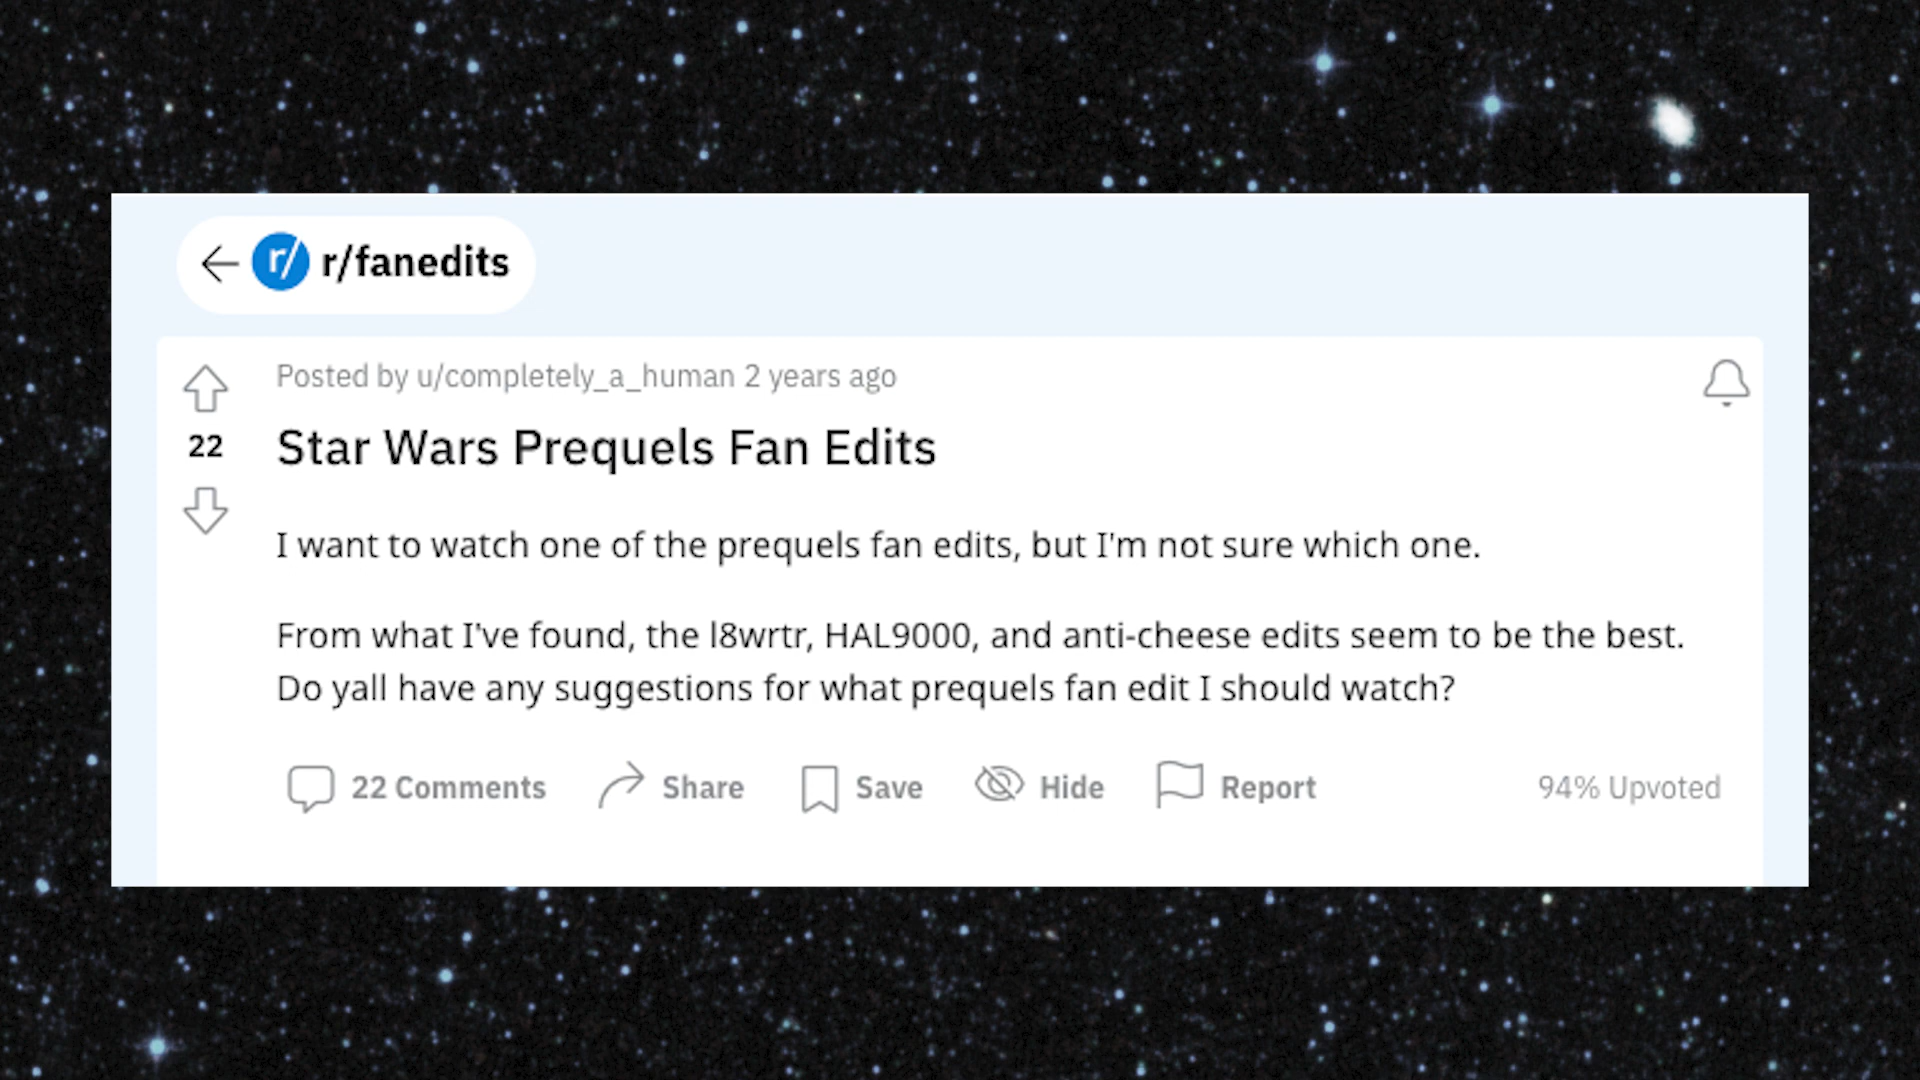 r/ r/fanedits
Posted by u/completely_a_human 2 years ago
22
Star Wars Prequels Fan Edits
I want to watch one of the prequels fan edits, but I'm not sure which one.
From what I've found, the l8wrtr, HAL9000, and anti-cheese edits seem to be the best.
Do yall have any suggestions for what prequels fan edit I should watch?
22 Comments Share Save Hide Report 94% Upvoted